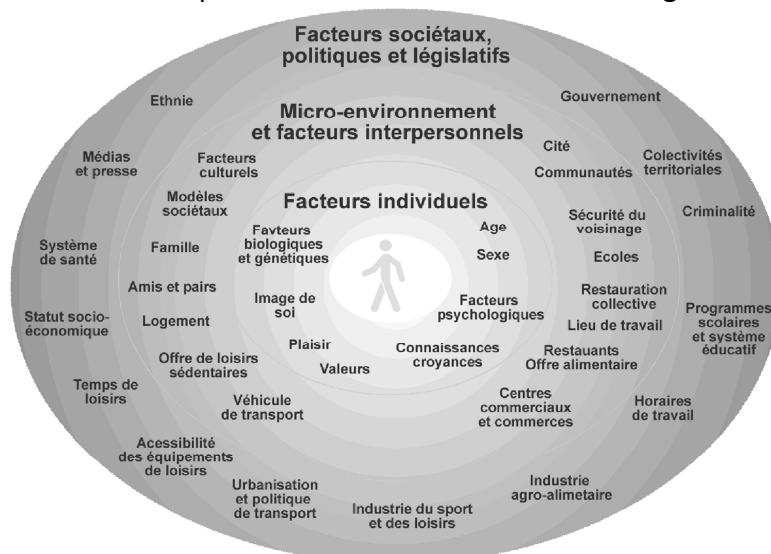 Facteurs sociétaux,
politiques et législatifs
Ethnie
Gouvernement
Micro-environnement
et facteurs interpersonnels
Médias
et presse
Facteurs
culturels
Cité
Communautés
Colectivités
territoriales
Modèles
sociétaux
Facteurs individuels
Criminalité
Sécurité du
voisinage
Système
de santé
Famille
Favteurs
biologiques
et génétiques
Age
Sexe
Ecoles
Amis et pairs
Image de
soi
Facteurs
psychologiques
Restauration
collective
Statut socio-
économique
Logement
Lieu de travail
Programmes
scolaires
et système
éducatif
Offre de loisirs
sédentaires
Plaisir
Valeurs
Connaissances
croyances
Restauants
Offre alimentaire
Temps de
loisirs
Véhicule
de transport
Centres
commerciaux
et commerces
Horaires
de travail
Acessibilité
des équipements
de loisirs
Urbanisation
et politique
de transport
Industrie du sport
et des loisirs
Industrie
agro-alimetaire